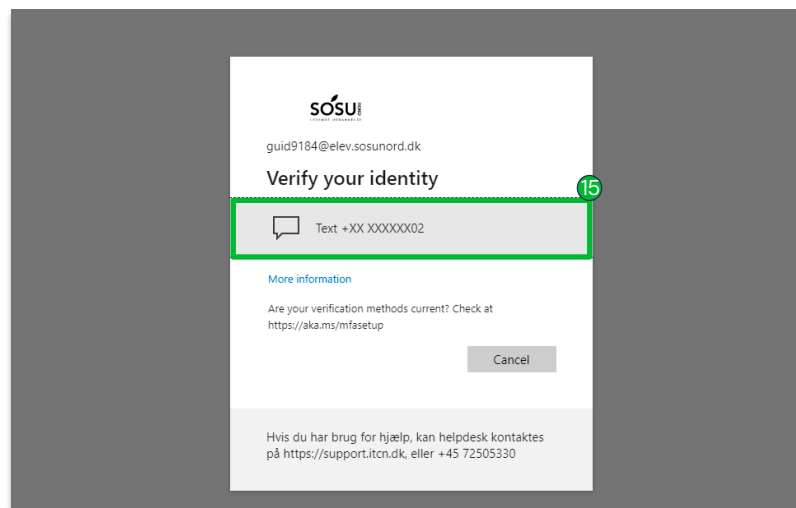 SOSU
guid9184@elev.sosunord.dk
Verify your identity
15
Text +XX XXXXXX02
More information
Are your verification methods current? Check at
https://aka.ms/mfasetup
Cancel
Hvis du har brug for hjælp, kan helpdesk kontaktes
på https://support.itcn.dk, eller +45 72505330